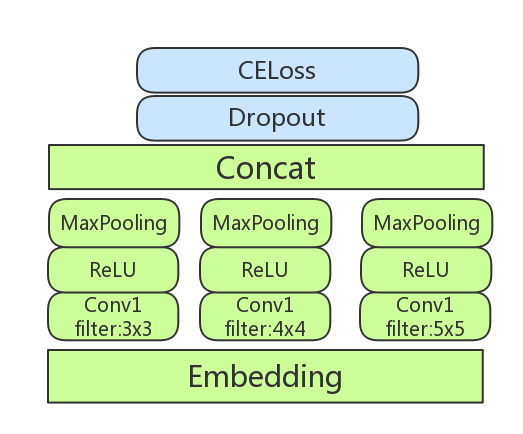 CELoss
Dropout
Concat
MaxPooling
MaxPooling
MaxPooling
ReLU
ReLU
ReLU
Conv1
filter:3x3
Conv1
filter:4x4
Conv1
filter:5x5
Embedding